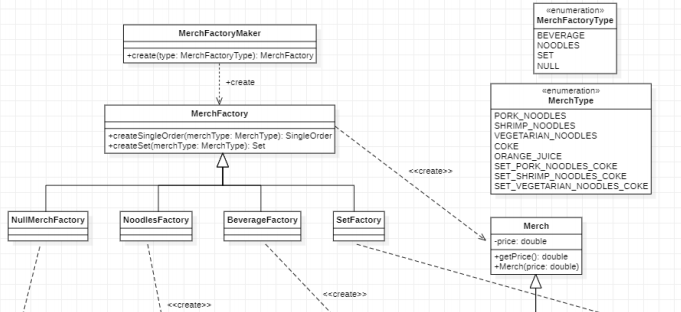 MerchFactoryMaker
+create(type: MerchFactoryType): MerchFactory
+create
MerchFactory
+createSingleOrder(merchType: MerchType): SingleOrder
+createSet(merchType: MerchType): Set
NullMerchFactory
NoodlesFactory
BeverageFactory
SetFactory
<<create>>
<<create>>
<<create>>
«enumeration»
MerchFactoryType
BEVERAGE
NOODLES
SET
NULL
«enumeration»
MerchType
PORK_NOODLES
SHRIMP_NOODLES
VEGETARIAN_NOODLES
COKE
ORANGE_JUICE
SET_PORK_NOODLES_COKE
SET_SHRIMP_NOODLES_COKE
SET_VEGETARIAN_NOODLES_COKE
Merch
-price: double
+getPrice(): double
+Merch(price: double)